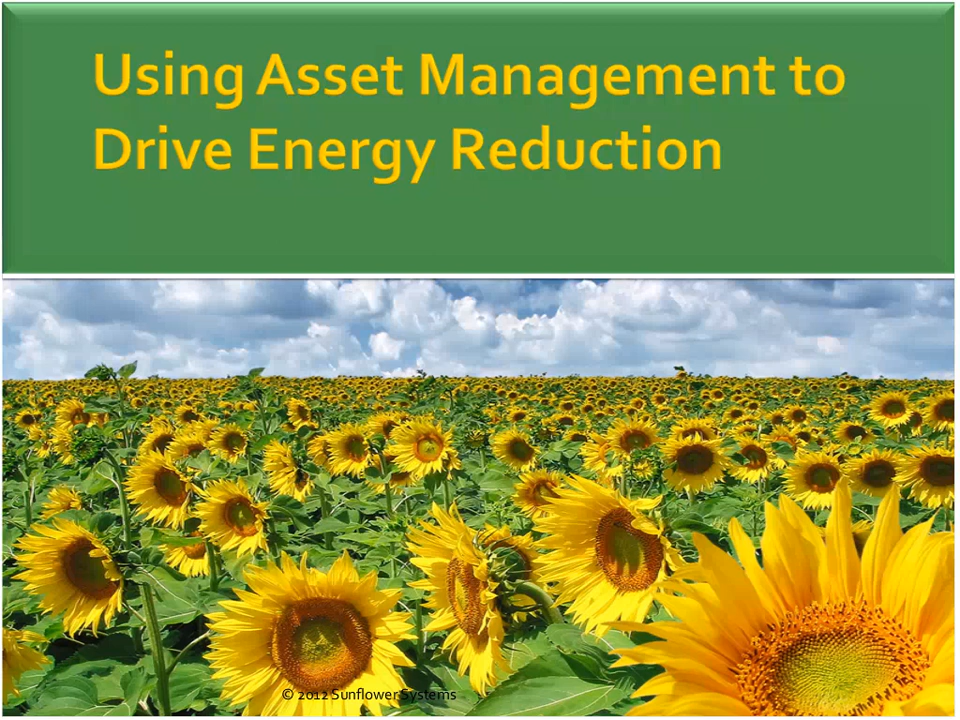 Using Asset Management to
Drive Energy Reduction
© 2012 Sunflower Systems